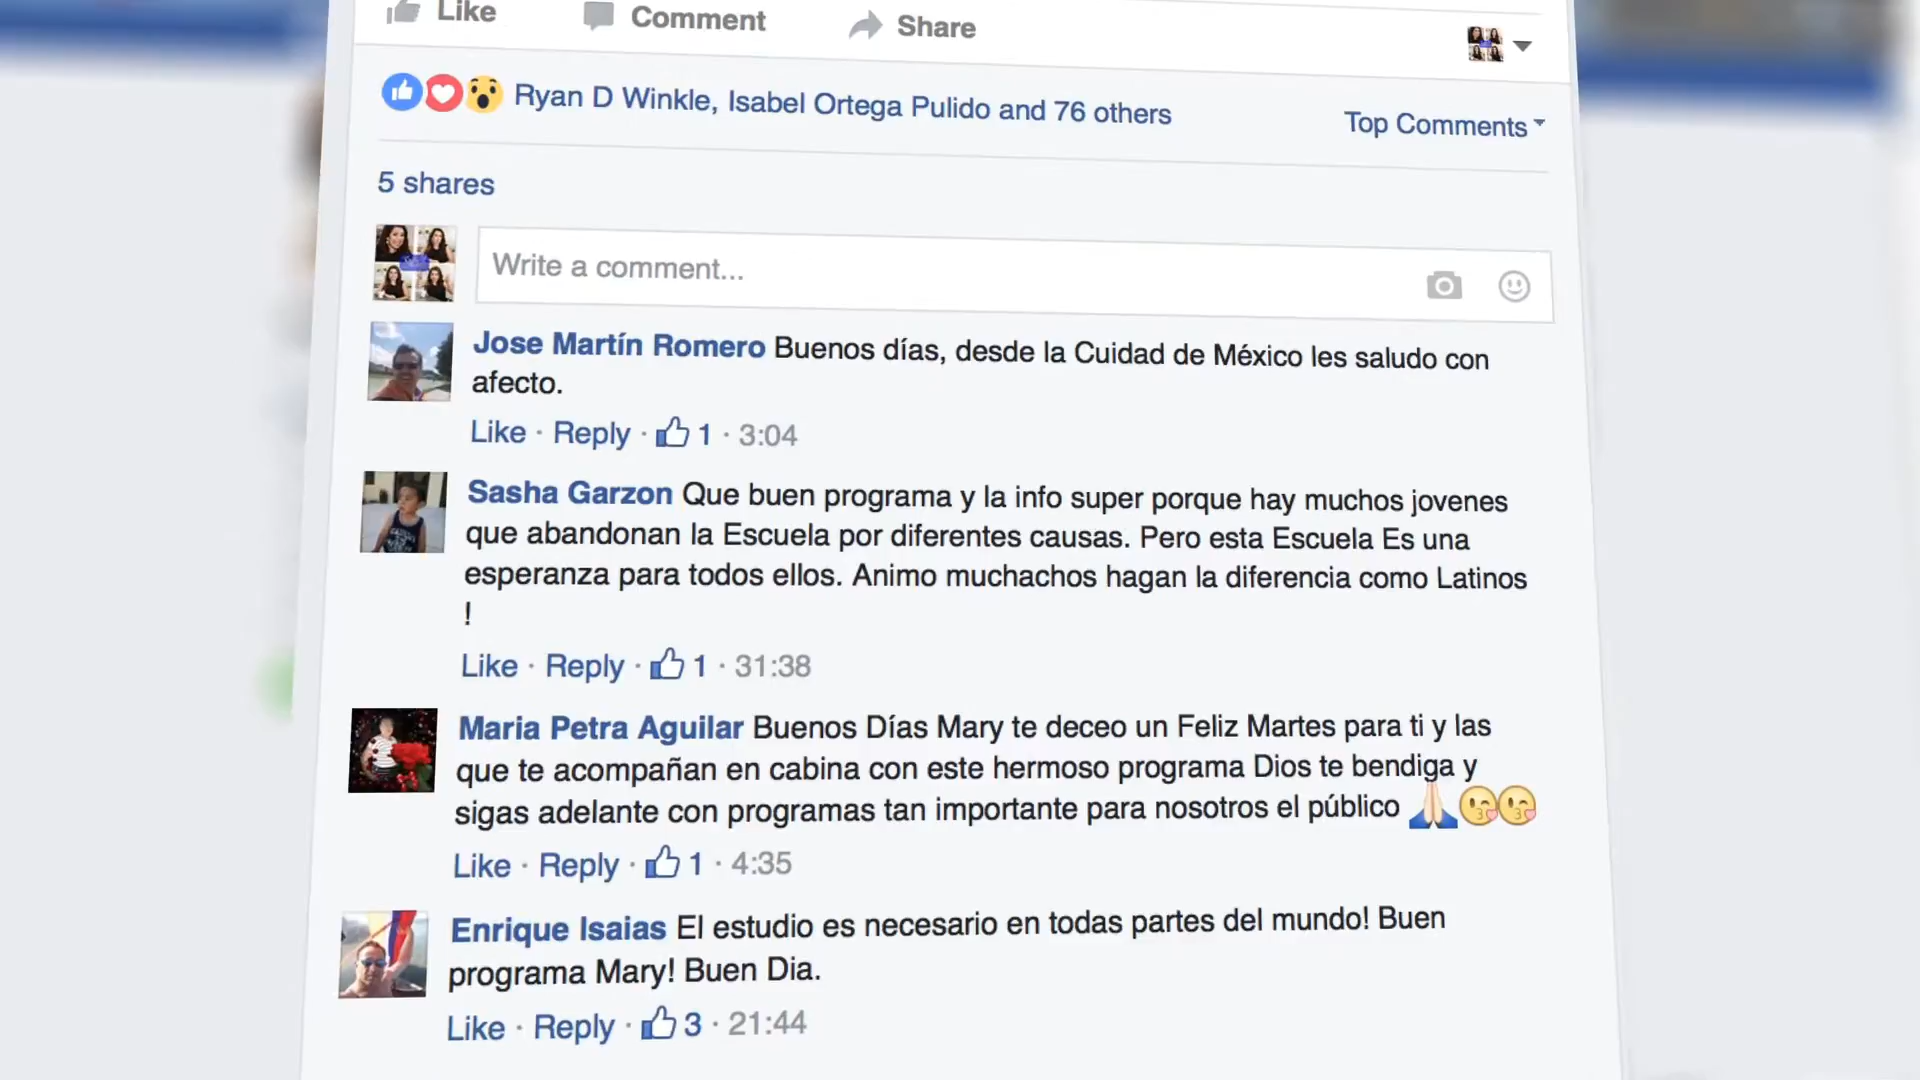 Like Comment Share
Ryan D Winkle, Isabel Ortega Pulido and 76 others
Top Comments
5 shares
Write a comment...
Jose Martín Romero Buenos días, desde la Cuidad de México les saludo con
afecto.
Like · Reply · 1 · 3:04
Sasha Garzon Que buen programa y la info super porque hay muchos jovenes
que abandonan la Escuela por diferentes causas. Pero esta Escuela Es una
esperanza para todos ellos. Animo muchachos hagan la diferencia como Latinos
!
Like · Reply · 1 · 31:38
Maria Petra Aguilar Buenos Días Mary te deceo un Feliz Martes para ti y las
que te acompañan en cabina con este hermoso programa Dios te bendiga y
sigas adelante con programas tan importante para nosotros el público 🙏😘😘
Like · Reply · 1 · 4:35
Enrique Isaias El estudio es necesario en todas partes del mundo! Buen
programa Mary! Buen Dia.
Like · Reply · 3 · 21:44